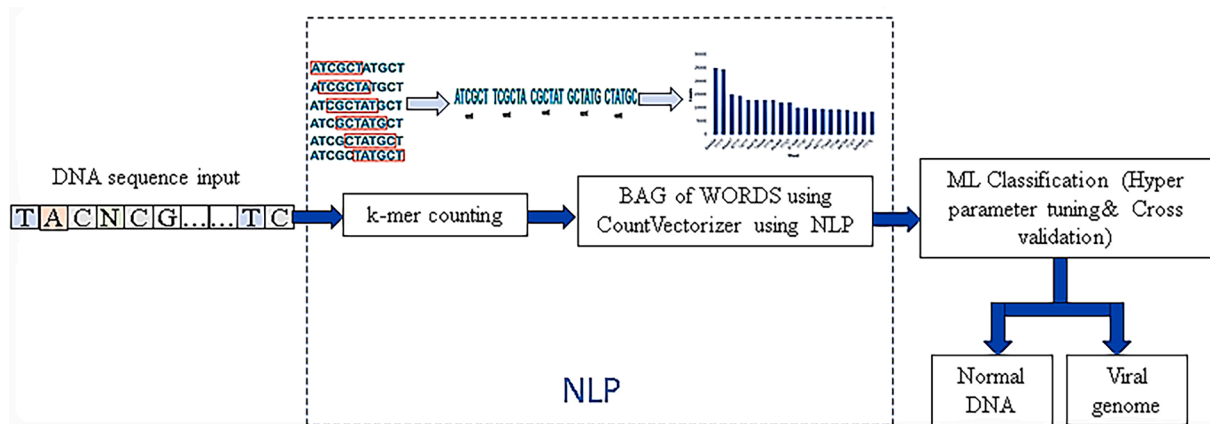 ATCGCTATGCT
ATCGCTATGCT
ATCGCTATGCT
ATCGCTATGCT
ATCGCTATGCT
ATCGCTATGCT
ATCGCT TCGCTA CGCTAT GCTATG CTATGC
DNA sequence input
T A C N C G ...... T C
k-mer counting
BAG of WORDS using
CountVectorizer using NLP
ML Classification (Hyper
parameter tuning& Cross
validation)
Normal
DNA
Viral
genome
NLP